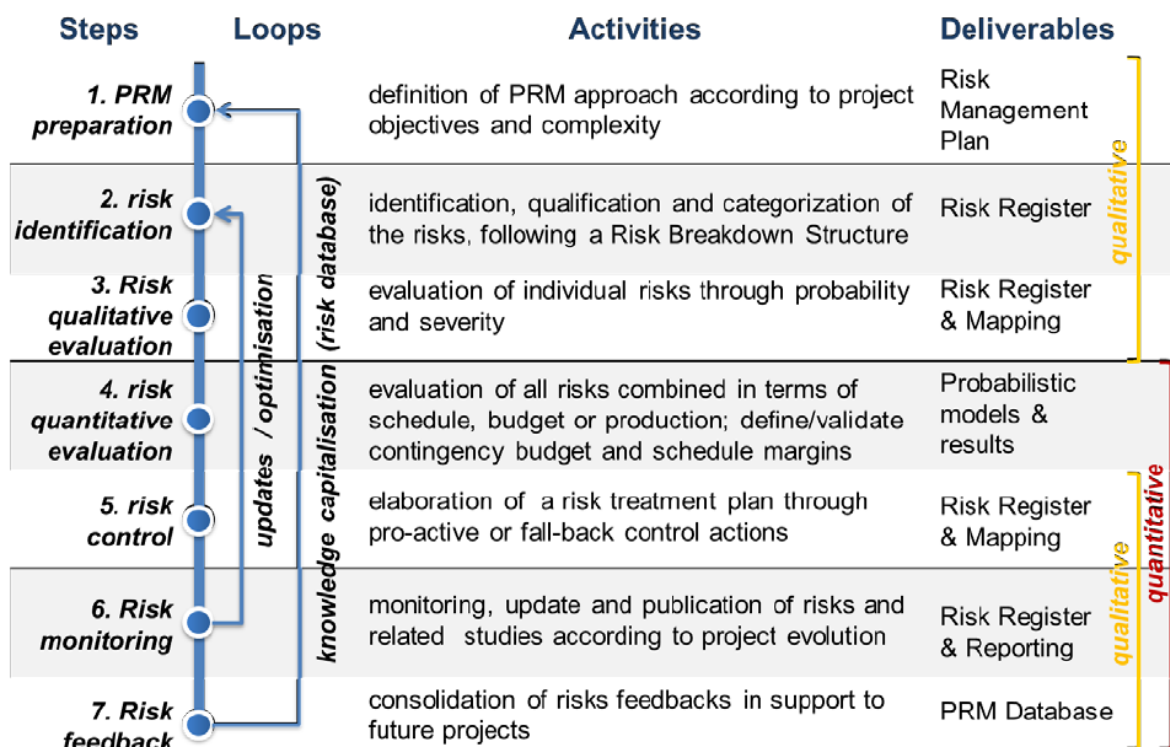 Steps
Loops
Activities
Deliverables
1. PRM
preparation
definition of PRM approach according to project
objectives and complexity
Risk
Management
Plan
2. risk
identification
identification, qualification and categorization of
the risks, following a Risk Breakdown Structure
Risk Register
3. Risk
qualitative
evaluation
evaluation of individual risks through probability
and severity
Risk Register
& Mapping
4. risk
quantitative
evaluation
evaluation of all risks combined in terms of
schedule, budget or production; define/validate
contingency budget and schedule margins
Probabilistic
models &
results
5. risk
control
elaboration of a risk treatment plan through
pro-active or fall-back control actions
Risk Register
& Mapping
6. Risk
monitoring
monitoring, update and publication of risks and
related studies according to project evolution
Risk Register
& Reporting
7. Risk
feedback
consolidation of risks feedbacks in support to
future projects
PRM Database
updates / optimisation
knowledge capitalisation (risk database)
qualitative
qualitative
quantitative